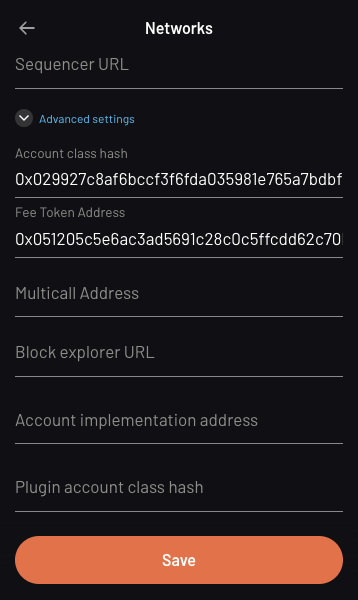 Networks
Sequencer URL
Advanced settings
Account class hash
0x029927c8af6bccf3f6fda035981e765a7bdbf
Fee Token Address
0x051205c5e6ac3ad5691c28c0c5ffcdd62c70
Multicall Address
Block explorer URL
Account implementation address
Plugin account class hash
Save